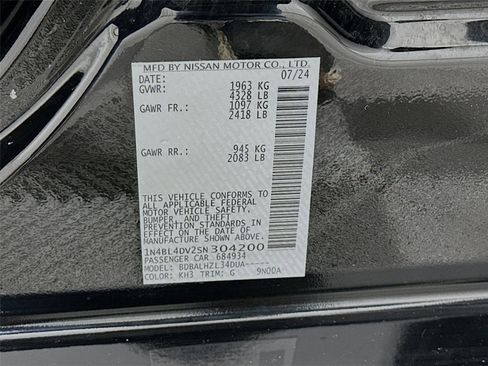 MFD BY NISSAN MOTOR CO., LTD.
DATE: 07/24
GVWR: 1963 KG
4328 LB
GAWR FR: 1097 KG
2418 LB
GAWR RR: 945 KG
2083 LB
THIS VEHICLE CONFORMS TO
ALL APPLICABLE FEDERAL
MOTOR VEHICLE SAFETY,
BUMPER, AND THEFT
PREVENTION STANDARDS IN
EFFECT ON THE DATE OF
MANUFACTURE SHOWN ABOVE.
1N4BL4DV2SN304200
PASSENGER CAR 684934
MODEL: BDBALHZL34DUA-----
COLOR: KH3 TRIM: G 9N00A